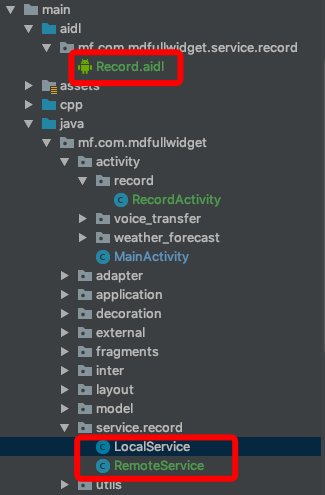 main
aidl
mf.com.mdfullwidget.service.record
Record.aidl
assets
cpp
java
mf.com.mdfullwidget
activity
record
RecordActivity
voice_transfer
weather_forecast
MainActivity
adapter
application
decoration
external
fragments
inter
layout
model
service.record
LocalService
RemoteService
utils